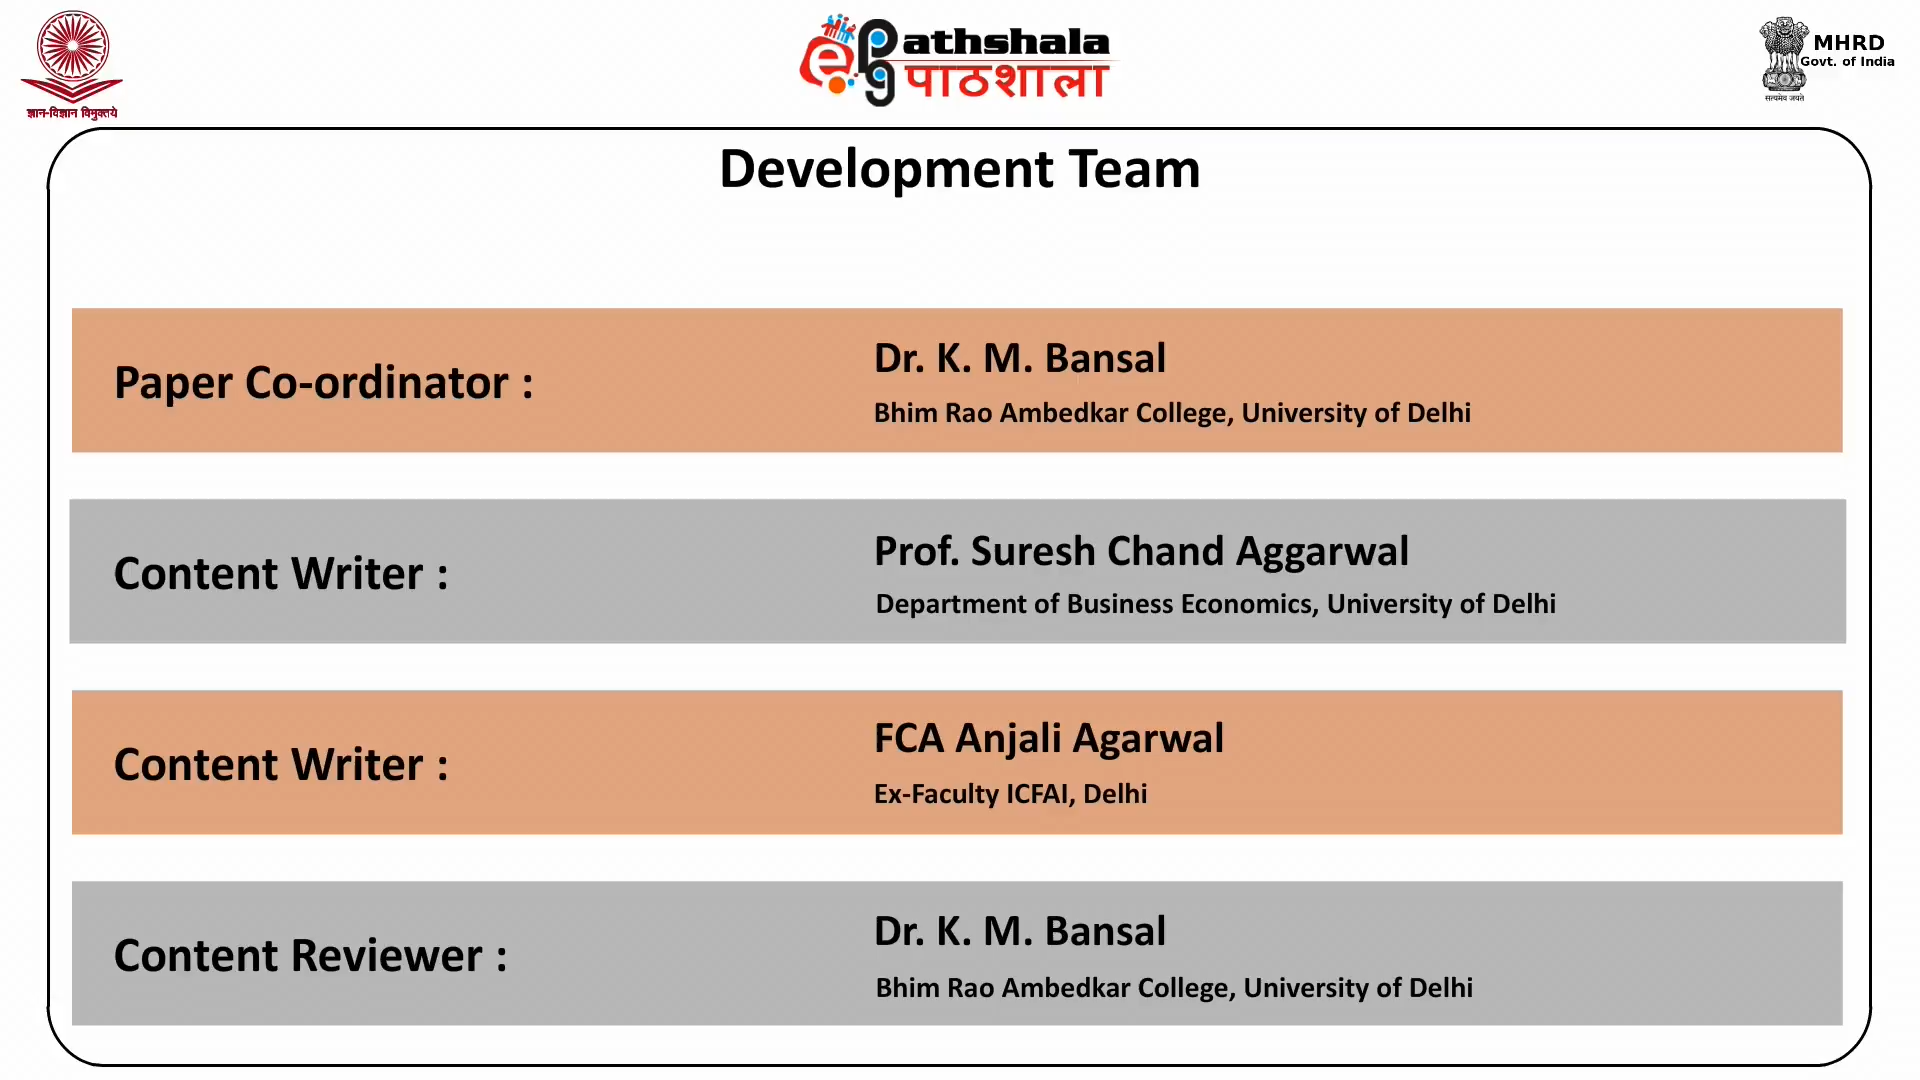 ज्ञान-विज्ञान विमुक्तये
e pg Pathshala
पाठशाला
MHRD
Govt. of India
सत्यमेव जयते
Development Team
Paper Co-ordinator :
Dr. K. M. Bansal
Bhim Rao Ambedkar College, University of Delhi
Content Writer :
Prof. Suresh Chand Aggarwal
Department of Business Economics, University of Delhi
Content Writer :
FCA Anjali Agarwal
Ex-Faculty ICFAI, Delhi
Content Reviewer :
Dr. K. M. Bansal
Bhim Rao Ambedkar College, University of Delhi